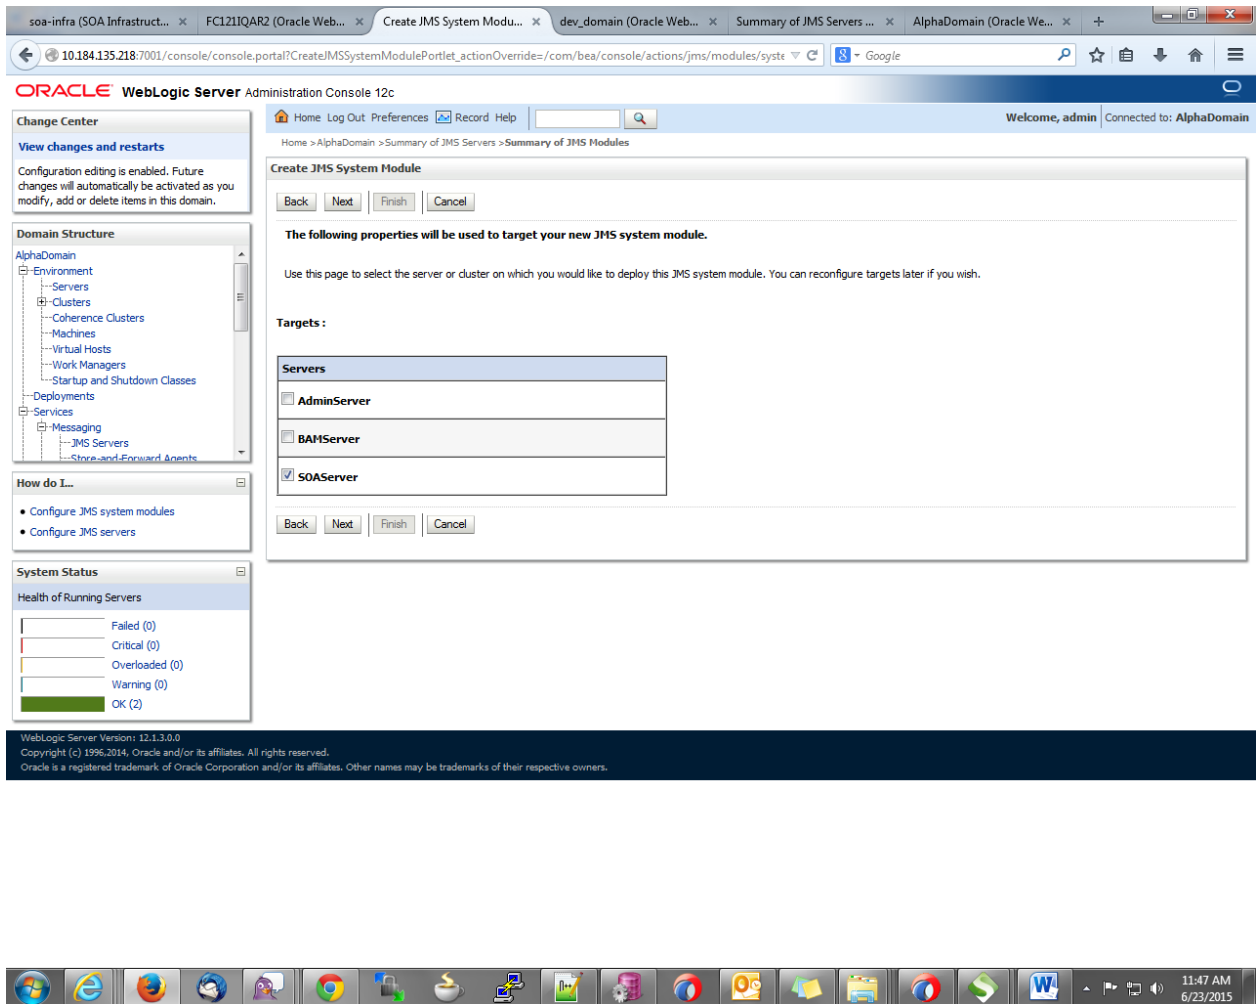 soa-infra (SOA Infrastruct... ×
FC121IQAR2 (Oracle Web... ×
Create JMS System Modu... ×
dev_domain (Oracle Web... ×
Summary of JMS Servers ... ×
AlphaDomain (Oracle We... ×
10.184.135.218:7001/console/console.portal?CreateJMSSystemModulePortlet_actionOverride=/com/bea/console/actions/jms/modules/syste
Google
ORACLE WebLogic Server Administration Console 12c
Change Center
View changes and restarts
Configuration editing is enabled. Future
changes will automatically be activated as you
modify, add or delete items in this domain.
Domain Structure
AlphaDomain
Environment
Servers
Clusters
Coherence Clusters
Machines
Virtual Hosts
Work Managers
Startup and Shutdown Classes
Deployments
Services
Messaging
JMS Servers
Store-and-Forward Agents
How do I...
Configure JMS system modules
Configure JMS servers
System Status
Health of Running Servers
Failed (0)
Critical (0)
Overloaded (0)
Warning (0)
OK (2)
Home Log Out Preferences Record Help
Welcome, admin Connected to: AlphaDomain
Home >AlphaDomain >Summary of JMS Servers >Summary of JMS Modules
Create JMS System Module
Back Next Finish Cancel
The following properties will be used to target your new JMS system module.
Use this page to select the server or cluster on which you would like to deploy this JMS system module. You can reconfigure targets later if you wish.
Targets :
Servers
AdminServer
BAMServer
SOAServer
Back Next Finish Cancel
WebLogic Server Version: 12.1.3.0.0
Copyright (c) 1996,2014, Oracle and/or its affiliates. All rights reserved.
Oracle is a registered trademark of Oracle Corporation and/or its affiliates. Other names may be trademarks of their respective owners.
11:47 AM
6/23/2015